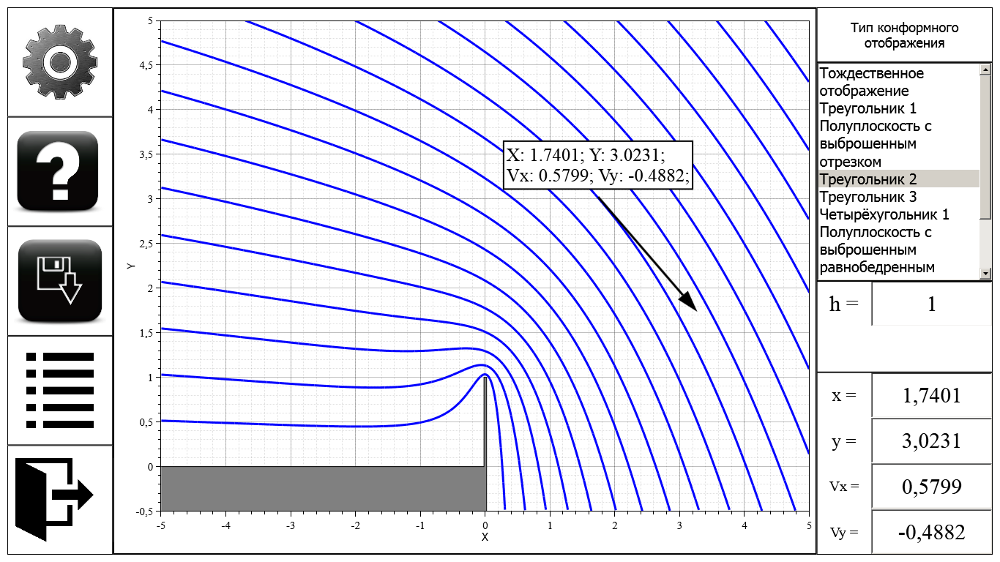 5
4,5
4
3,5
3
2,5
2
1,5
1
0,5
0
-0,5
Y
-5
-4
-3
-2
-1
0
1
2
3
4
5
X
X: 1.7401; Y: 3.0231;
Vx: 0.5799; Vy: -0.4882;
?
Тип конформного
отображения
Тождественное
отображение
Треугольник 1
Полуплоскость с
выброшенным
отрезком
Треугольник 2
Треугольник 3
Четырёхугольник 1
Полуплоскость с
выброшенным
равнобедренным
h = 1
x = 1,7401
y = 3,0231
Vx = 0,5799
Vy = -0,4882